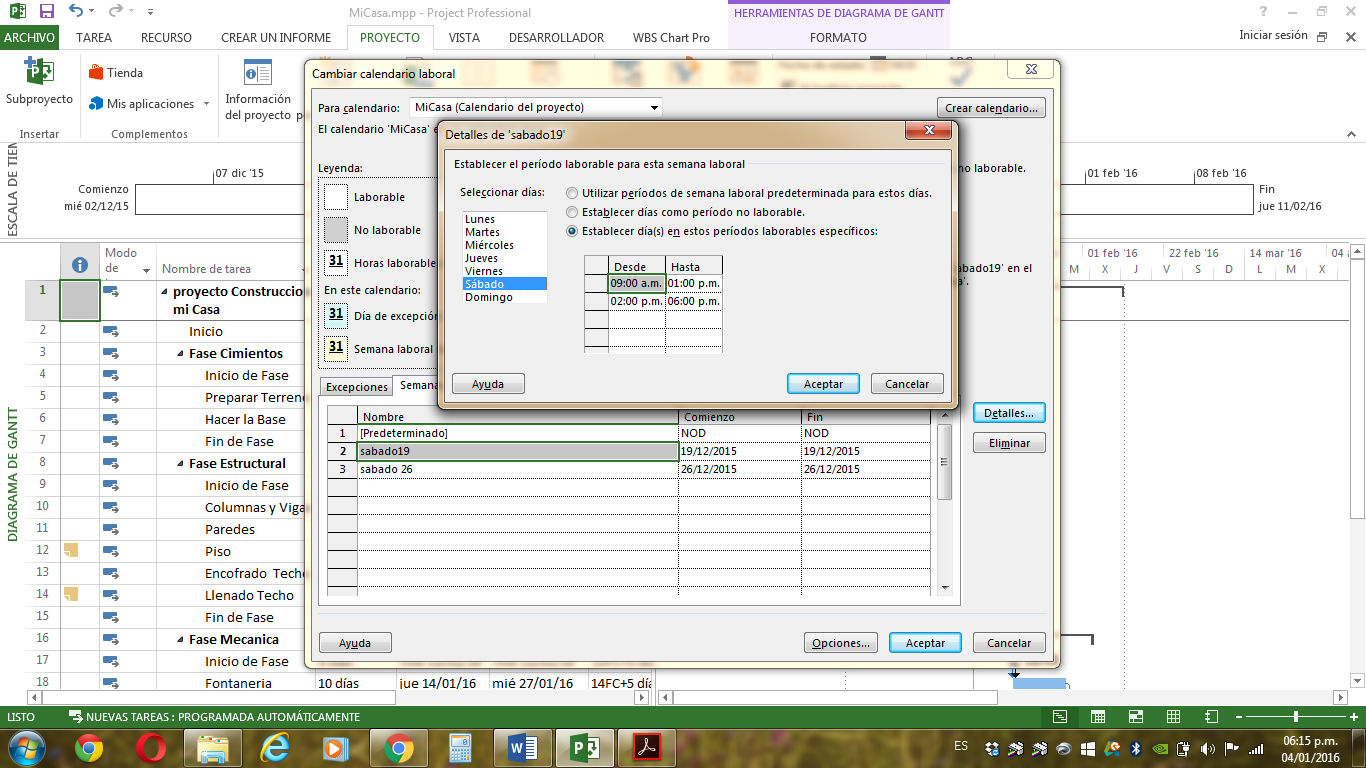 MiCasa.mpp - Project Professional
HERRAMIENTAS DE DIAGRAMA DE GANTT
ARCHIVO TAREA RECURSO CREAR UN INFORME PROYECTO VISTA DESARROLLADOR WBS Chart Pro FORMATO
Iniciar sesión
Subproyecto
Insertar
Tienda
Mis aplicaciones
Complementos
Información
del proyecto
ESCALA DE TIEM
07 dic '15
01 feb '16
08 feb '16
Comienzo
mié 02/12/15
Fin
jue 11/02/16
Cambiar calendario laboral
Para calendario: MiCasa (Calendario del proyecto)
Crear calendario...
El calendario 'MiCasa' e
no laborable.
Leyenda:
Laborable
No laborable
31 Horas laborable
En este calendario:
31 Día de excepción
31 Semana laboral
sabado19' en el
Detalles de 'sabado19'
Establecer el período laborable para esta semana laboral
Seleccionar días:
Lunes
Martes
Miércoles
Jueves
Viernes
Sábado
Domingo
Utilizar períodos de semana laboral predeterminada para estos días.
Establecer días como período no laborable.
Establecer día(s) en estos períodos laborables específicos:
Desde Hasta
09:00 a.m. 01:00 p.m.
02:00 p.m. 06:00 p.m.
Ayuda
Aceptar
Cancelar
Excepciones Semana
Nombre Comienzo Fin
1 [Predeterminado] NOD NOD
2 sabado19 19/12/2015 19/12/2015
3 sabado 26 26/12/2015 26/12/2015
Detalles...
Eliminar
Ayuda
Opciones...
Aceptar
Cancelar
DIAGRAMA DE GANTT
Modo
de
Nombre de tarea
01 feb '16 22 feb '16 14 mar '16 04
M X J V S D L M X
1 proyecto Construccio
mi Casa
2 Inicio
3 Fase Cimientos
4 Inicio de Fase
5 Preparar Terren
6 Hacer la Base
7 Fin de Fase
8 Fase Estructural
9 Inicio de Fase
10 Columnas y Viga
11 Paredes
12 Piso
13 Encofrado Techo
14 Llenado Techo
15 Fin de Fase
16 Fase Mecanica
17 Inicio de Fase
18 Fontaneria 10 días jue 14/01/16 mié 27/01/16 14FC+5 día
LISTO
NUEVAS TAREAS : PROGRAMADA AUTOMÁTICAMENTE
ES
06:15 p.m.
04/01/2016